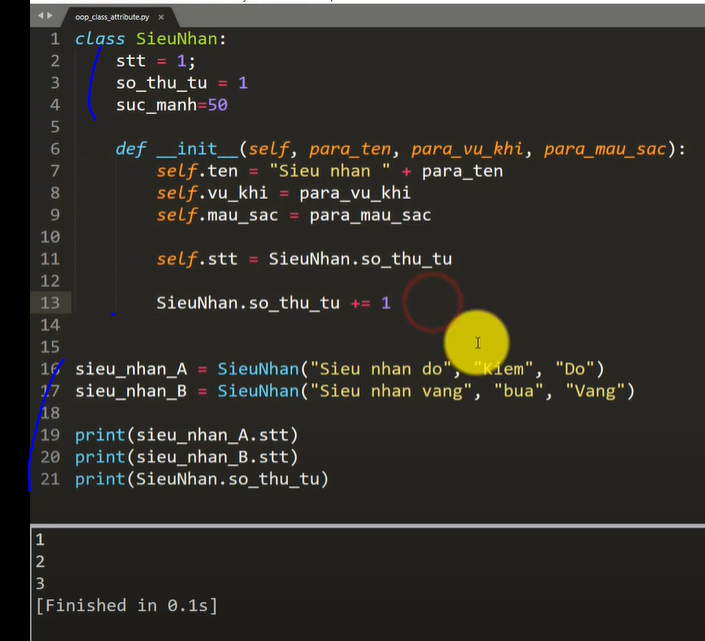 oop_class_attribute.py ×
1 class SieuNhan:
2 stt = 1;
3 so_thu_tu = 1
4 suc_manh=50
5
6 def __init__(self, para_ten, para_vu_khi, para_mau_sac):
7 self.ten = "Sieu nhan " + para_ten
8 self.vu_khi = para_vu_khi
9 self.mau_sac = para_mau_sac
10
11 self.stt = SieuNhan.so_thu_tu
12
13 SieuNhan.so_thu_tu += 1
14
15
16 sieu_nhan_A = SieuNhan("Sieu nhan do", "Kiem", "Do")
17 sieu_nhan_B = SieuNhan("Sieu nhan vang", "bua", "Vang")
18
19 print(sieu_nhan_A.stt)
20 print(sieu_nhan_B.stt)
21 print(SieuNhan.so_thu_tu)
1
2
3
[Finished in 0.1s]